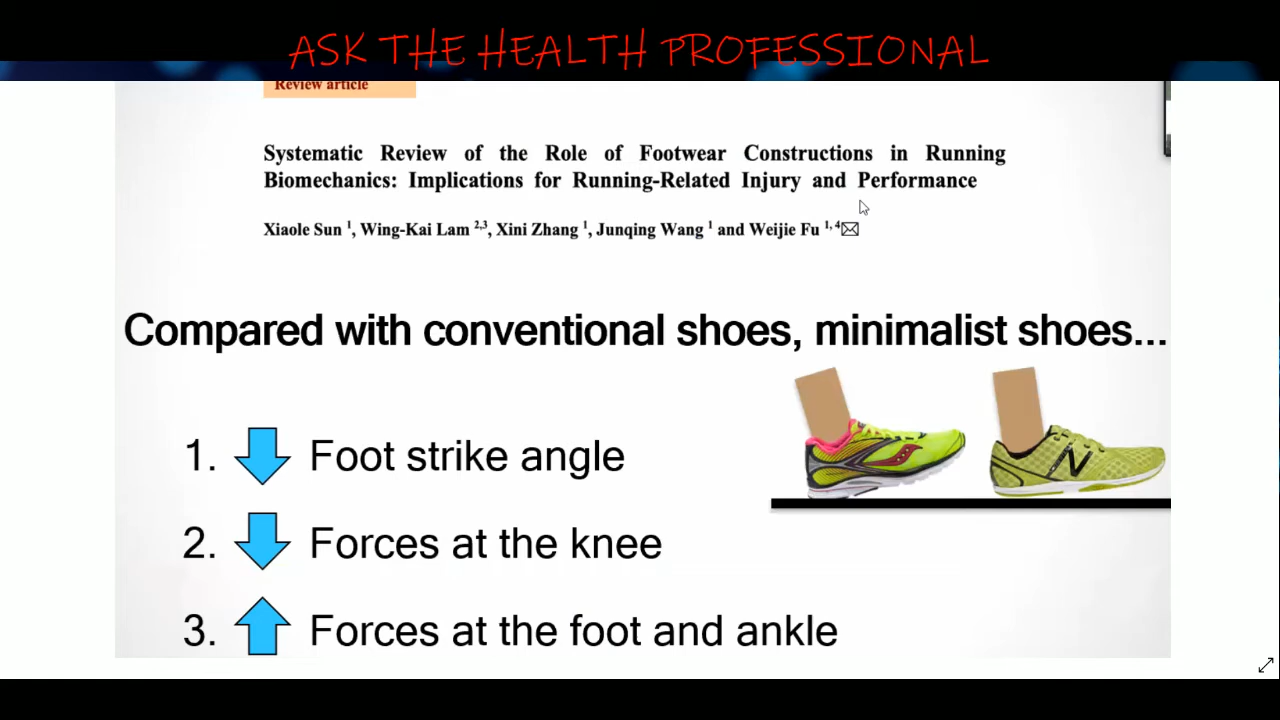 ASK THE HEALTH PROFESSIONAL
Review article
Systematic Review of the Role of Footwear Constructions in Running
Biomechanics: Implications for Running-Related Injury and Performance
Xiaole Sun 1, Wing-Kai Lam 2,3, Xini Zhang 1, Junqing Wang 1 and Weijie Fu 1, 4
Compared with conventional shoes, minimalist shoes...
1. Foot strike angle
2. Forces at the knee
3. Forces at the foot and ankle
N